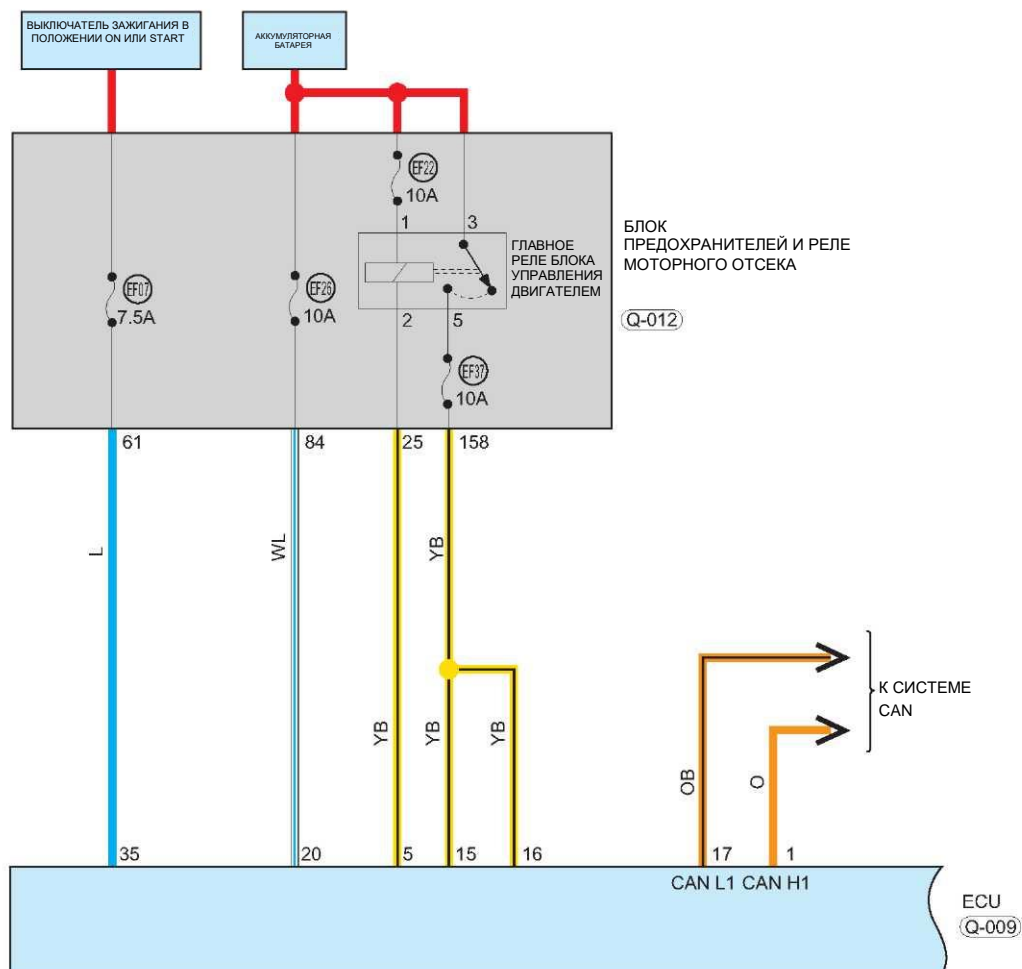 ВЫКЛЮЧАТЕЛЬ ЗАЖИГАНИЯ В
ПОЛОЖЕНИИ ON ИЛИ START
АККУМУЛЯТОРНАЯ
БАТАРЕЯ
EF22
10A
1
3
ГЛАВНОЕ
РЕЛЕ БЛОКА
УПРАВЛЕНИЯ
ДВИГАТЕЛЕМ
БЛОК
ПРЕДОХРАНИТЕЛЕЙ И РЕЛЕ
МОТОРНОГО ОТСЕКА
Q-012
EF07
7.5A
EF26
10A
2
5
EF37
10A
61
84
25
158
L
WL
YB
YB
YB
YB
OB
O
К СИСТЕМЕ
CAN
35
20
5
15
16
17
1
CAN L1
CAN H1
ECU
Q-009